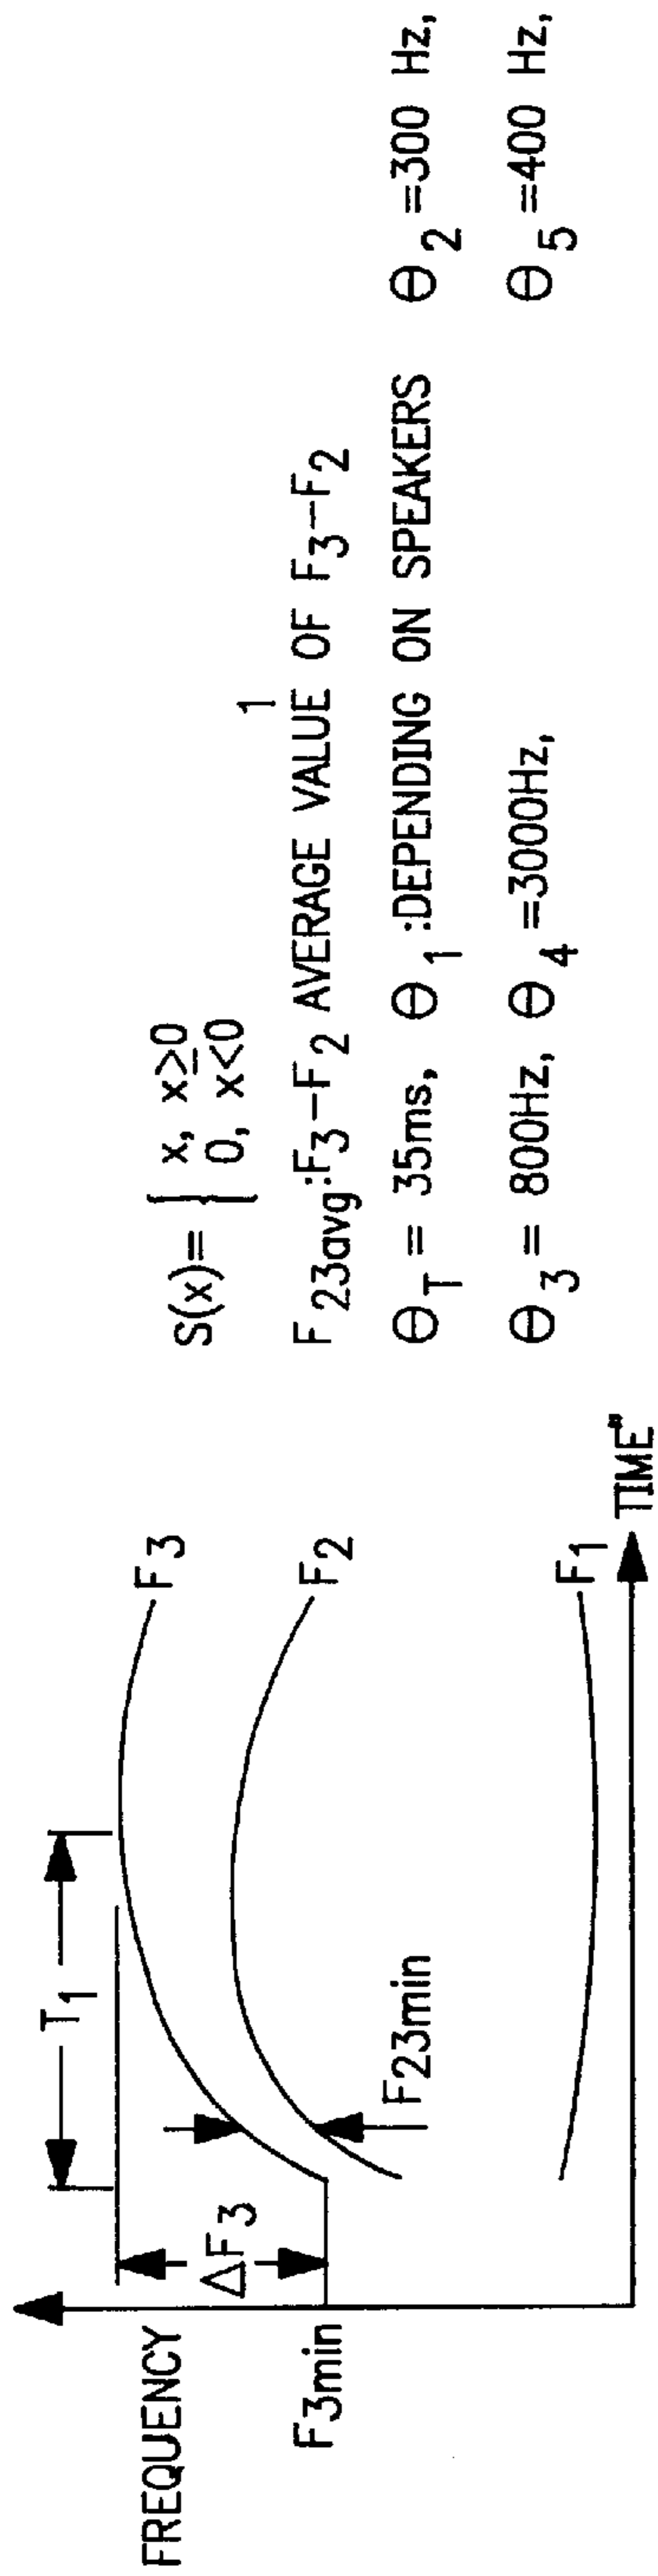 FREQUENCY
F3min
ΔF3
T1
F23min
F3
F2
F1
TIME"
S(x)= { x, x≥0
0, x<0
1
F23avg:F3-F2 AVERAGE VALUE OF F3-F2
ΘT = 35ms, Θ1 :DEPENDING ON SPEAKERS Θ2 =300 Hz,
Θ3 = 800Hz, Θ4 =3000Hz, Θ5 =400 Hz,